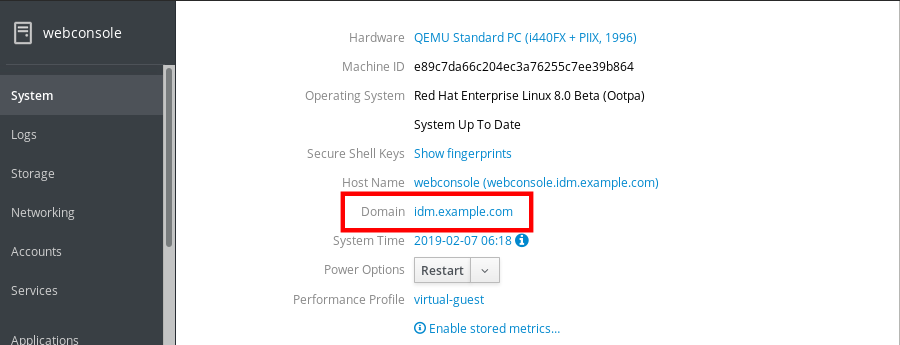 webconsole
System
Logs
Storage
Networking
Accounts
Services
Applications
Hardware QEMU Standard PC (i440FX + PIIX, 1996)
Machine ID e89c7da66c204ec3a76255c7ee39b864
Operating System Red Hat Enterprise Linux 8.0 Beta (Ootpa)
System Up To Date
Secure Shell Keys Show fingerprints
Host Name webconsole (webconsole.idm.example.com)
Domain idm.example.com
System Time 2019-02-07 06:18
Power Options Restart
Performance Profile virtual-guest
Enable stored metrics...